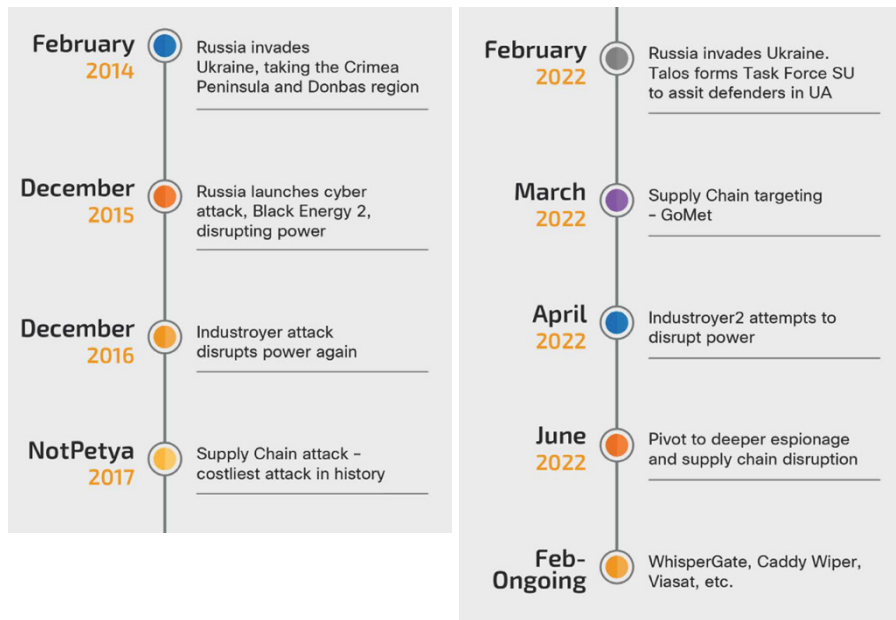 February
2014
Russia invades
Ukraine, taking the Crimea
Peninsula and Donbas region
December
2015
Russia launches cyber
attack, Black Energy 2,
disrupting power
December
2016
Industroyer attack
disrupts power again
NotPetya
2017
Supply Chain attack –
costliest attack in history
February
2022
Russia invades Ukraine.
Talos forms Task Force SU
to assit defenders in UA
March
2022
Supply Chain targeting
– GoMet
April
2022
Industroyer2 attempts to
disrupt power
June
2022
Pivot to deeper espionage
and supply chain disruption
Feb-
Ongoing
WhisperGate, Caddy Wiper,
Viasat, etc.